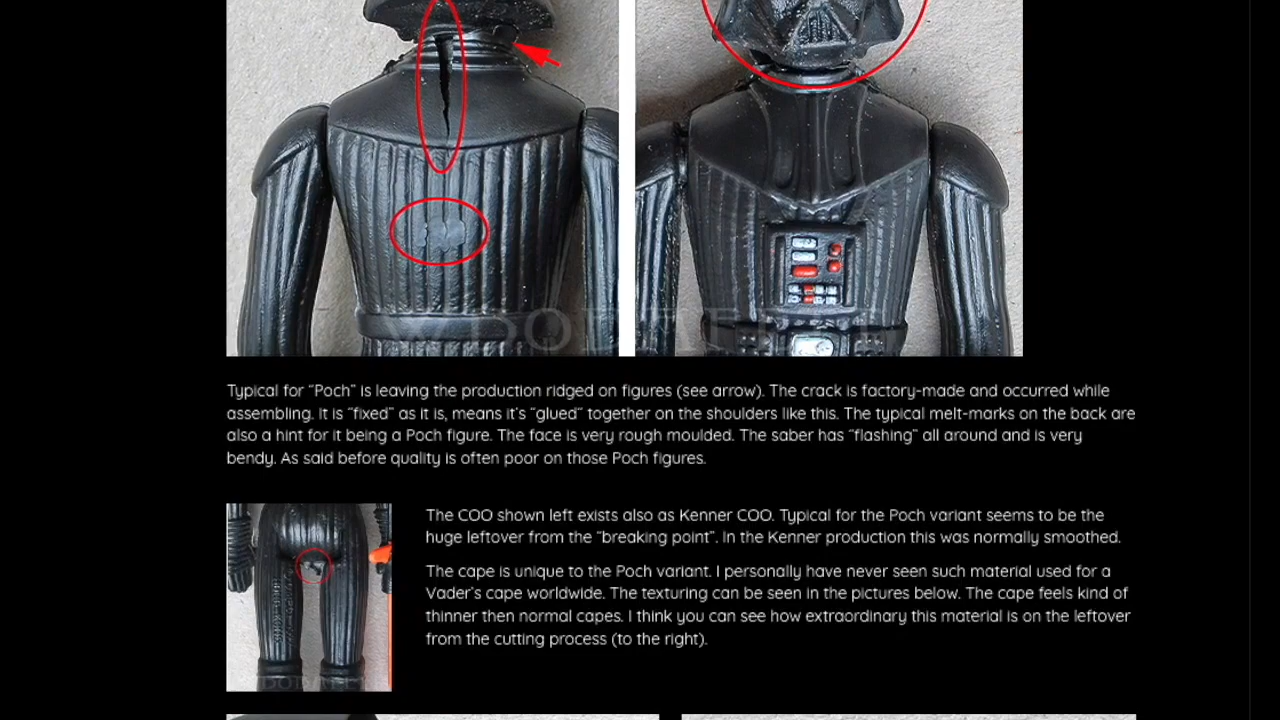 Typical for “Poch” is leaving the production ridged on figures (see arrow). The crack is factory-made and occurred while
assembling. It is “fixed” as it is, means it’s “glued” together on the shoulders like this. The typical melt-marks on the back are
also a hint for it being a Poch figure. The face is very rough moulded. The saber has “flashing” all around and is very
bendy. As said before quality is often poor on those Poch figures.
The COO shown left exists also as Kenner COO. Typical for the Poch variant seems to be the
huge leftover from the “breaking point”. In the Kenner production this was normally smoothed.
The cape is unique to the Poch variant. I personally have never seen such material used for a
Vader’s cape worldwide. The texturing can be seen in the pictures below. The cape feels kind of
thinner then normal capes. I think you can see how extraordinary this material is on the leftover
from the cutting process (to the right).